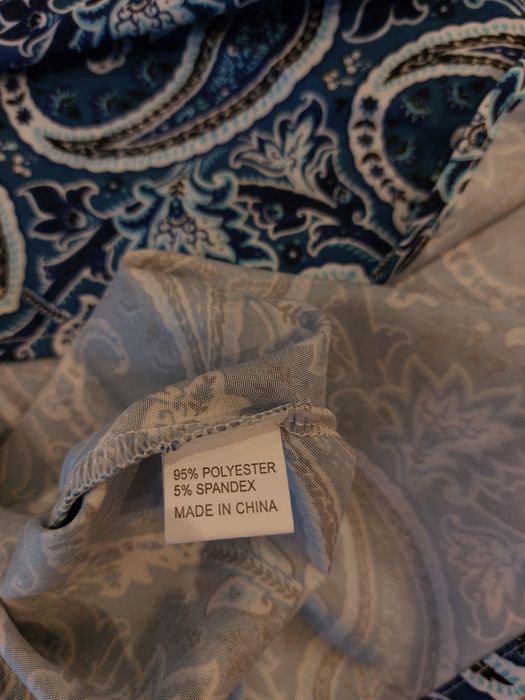 95% POLYESTER
5% SPANDEX
MADE IN CHINA